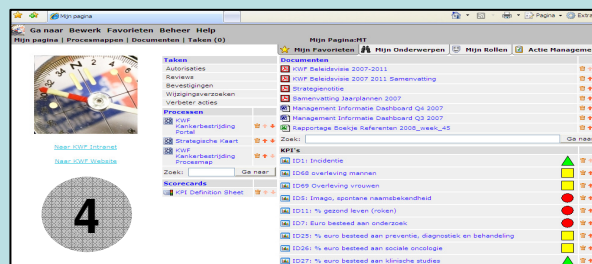 Mijn pagina
Pagina
Extra
Ga naar Bewerk Favorieten Beheer Help
Mijn pagina | Procesmappen | Documenten | Taken (0)
Mijn Pagina:MT
Mijn Favorieten
Mijn Onderwerpen
Mijn Rollen
Actie Manageme
Naar KWF Intranet
Naar KWF Website
4
Taken
Autorisaties
Reviews
Bevestigingen
Wijzigingsverzoeken
Verbeter acties
Processen
KWF
Kankerbestrijding
Portal
Strategische Kaart
KWF
Kankerbestrijding
Procesmap
Zoek:
Ga naar
Scorecards
KPI Definition Sheet
Documenten
KWF Beleidsvisie 2007-2011
KWF Beleidsvisie 2007 2011 Samenvatting
Strategienotitie
Samenvatting Jaarplannen 2007
Management Informatie Dashboard Q4 2007
Management Informatie Dashboard Q3 2007
Rapportage Boekje Referenten 2008_week_45
Zoek:
Ga naar
KPI's
ID1: Incidentie
ID68 overleving mannen
ID69 Overleving vrouwen
ID5: Imago, spontane naamsbekendheid
ID11: % gezond leven (roken)
ID7: Euro besteed aan onderzoek
ID25: % euro besteed aan preventie, diagnostiek en behandeling
ID26: % euro besteed aan sociale oncologie
ID27: % euro besteed aan klinische studies